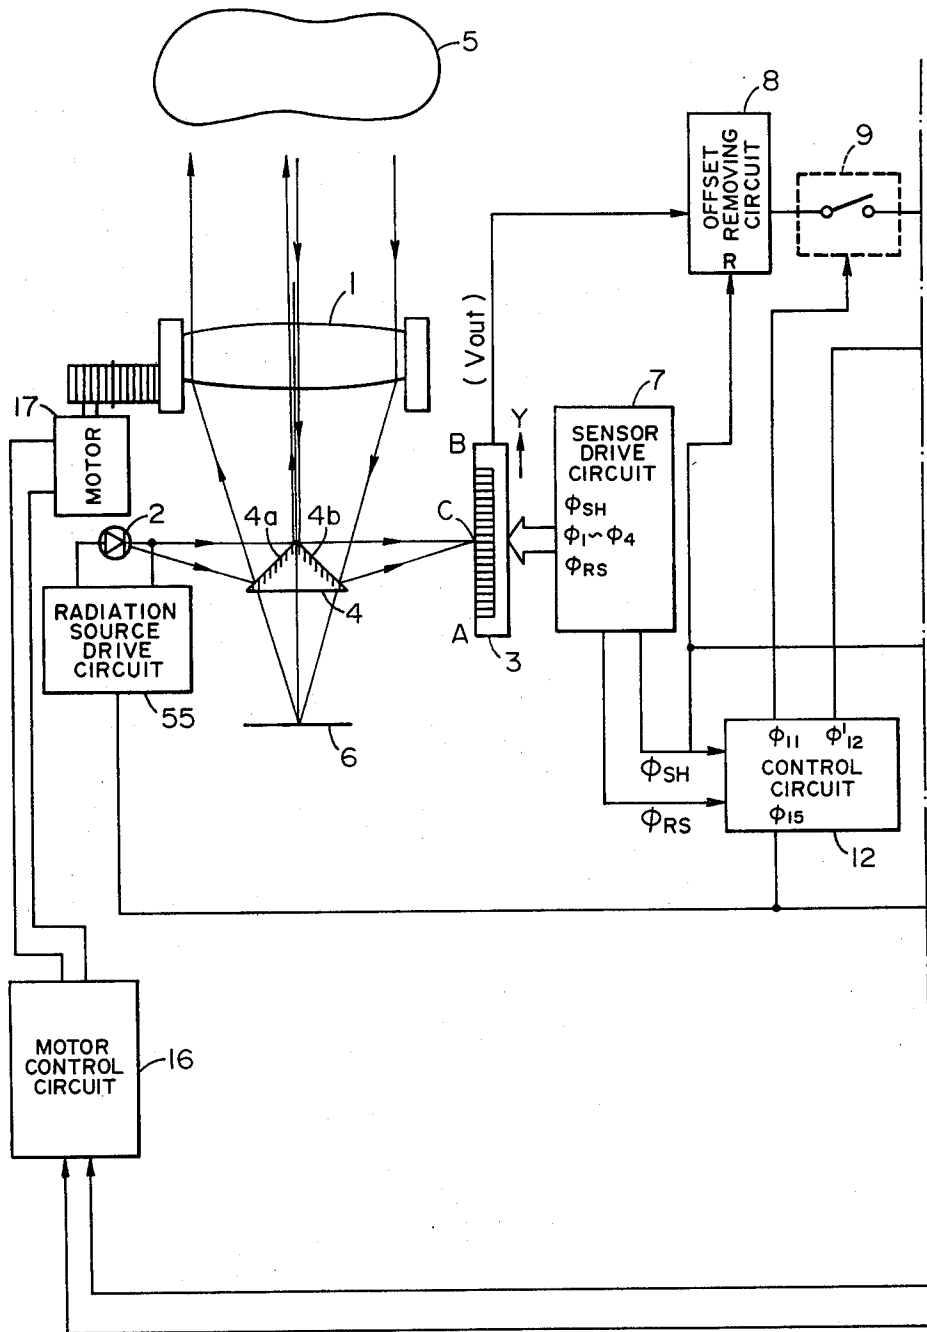 5
8
OFFSET
REMOVING
CIRCUIT
R
9
1
(Vout)
17
MOTOR
7
SENSOR
DRIVE
CIRCUIT
ϕSH
ϕ1~ϕ4
ϕRS
Y
B
C
A
3
2
4a
4b
4
RADIATION
SOURCE
DRIVE
CIRCUIT
55
6
ϕSH
ϕRS
ϕ11 ϕ'12
CONTROL
CIRCUIT
ϕ15
12
MOTOR
CONTROL
CIRCUIT
16